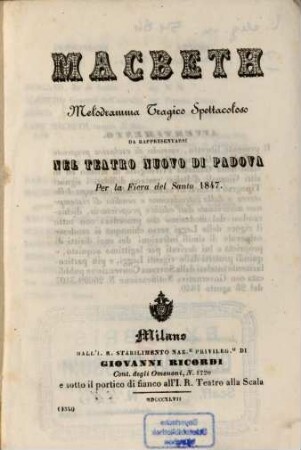 MACBETH
Melodramma Tragico Spettacoloso
DA RAPPRESENTARSI
NEL TEATRO NUOVO DI PADOVA
Per la Fiera del Santo 1847.
Milano
DALL'I. R. STABILIMENTO NAZ.e PRIVILEG.o DI
GIOVANNI RICORDI
Cont. degli Omenoni, N. 1720
e sotto il portico di fianco all'I. R. Teatro alla Scala
MDCCCXLVII